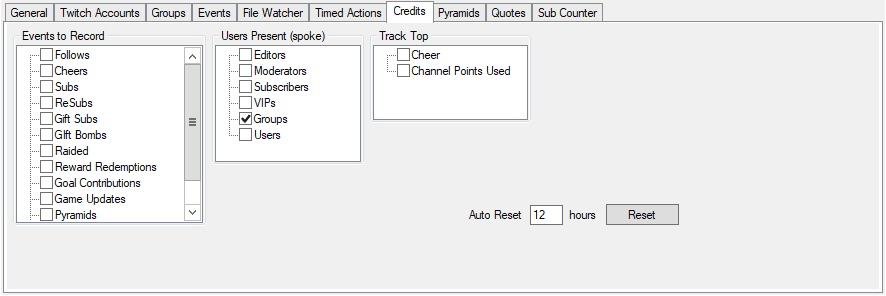 General Twitch Accounts Groups Events File Watcher Timed Actions Credits Pyramids Quotes Sub Counter
Events to Record
Follows
Cheers
Subs
ReSubs
Gift Subs
GIft Bombs
Raided
Reward Redemptions
Goal Contributions
Game Updates
Pyramids
Users Present (spoke)
Editors
Moderators
Subscribers
VIPs
Groups
Users
Track Top
Cheer
Channel Points Used
Auto Reset 12 hours Reset